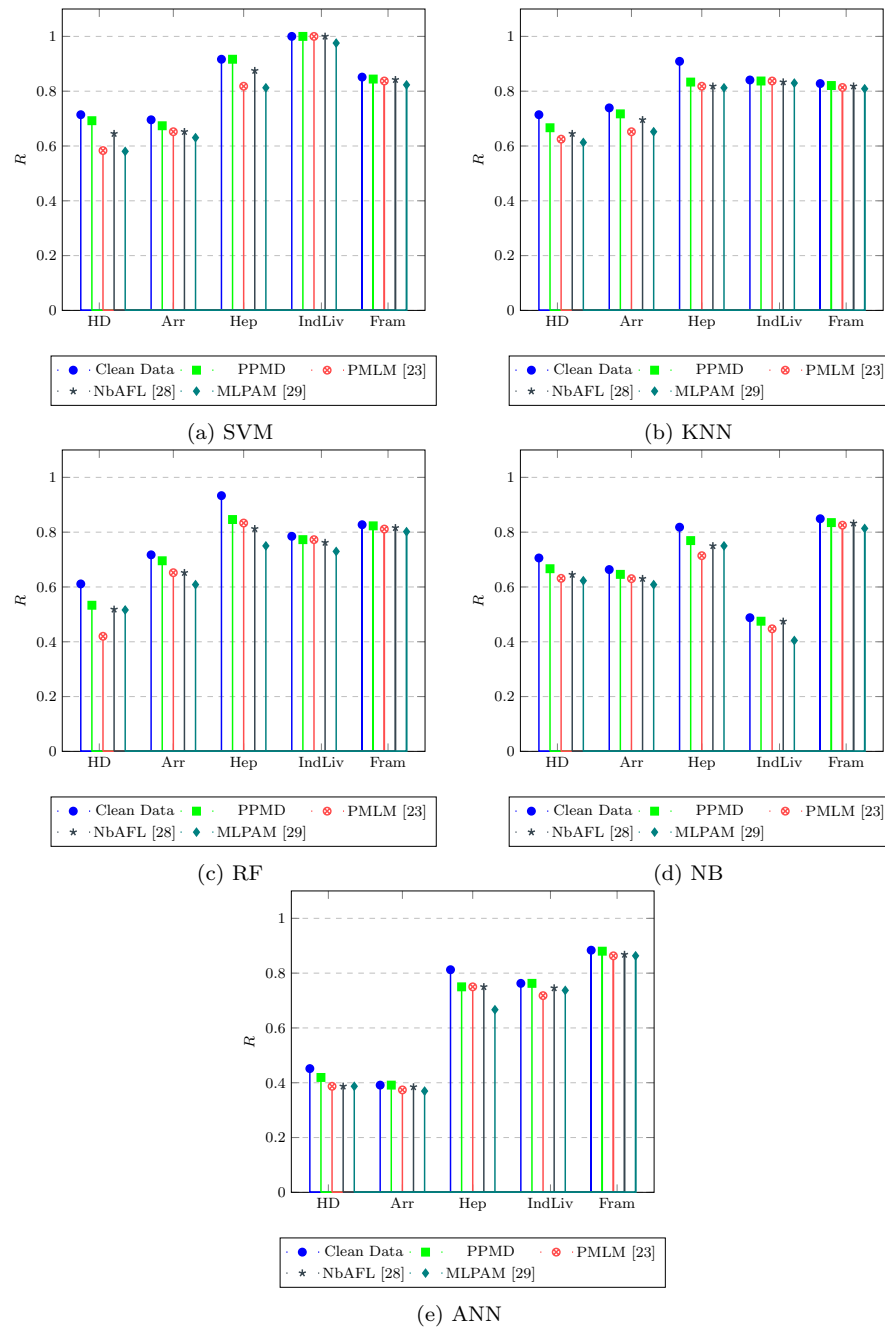 1
0.8
0.6
0.4
0.2
0
R
HD Arr Hep IndLiv Fram
Clean Data PPMD PMLM [23]
NbAFL [28] MLPAM [29]
(a) SVM
1
0.8
0.6
0.4
0.2
0
R
HD Arr Hep IndLiv Fram
Clean Data PPMD PMLM [23]
NbAFL [28] MLPAM [29]
(b) KNN
1
0.8
0.6
0.4
0.2
0
R
HD Arr Hep IndLiv Fram
Clean Data PPMD PMLM [23]
NbAFL [28] MLPAM [29]
(c) RF
1
0.8
0.6
0.4
0.2
0
R
HD Arr Hep IndLiv Fram
Clean Data PPMD PMLM [23]
NbAFL [28] MLPAM [29]
(d) NB
1
0.8
0.6
0.4
0.2
0
R
HD Arr Hep IndLiv Fram
Clean Data PPMD PMLM [23]
NbAFL [28] MLPAM [29]
(e) ANN